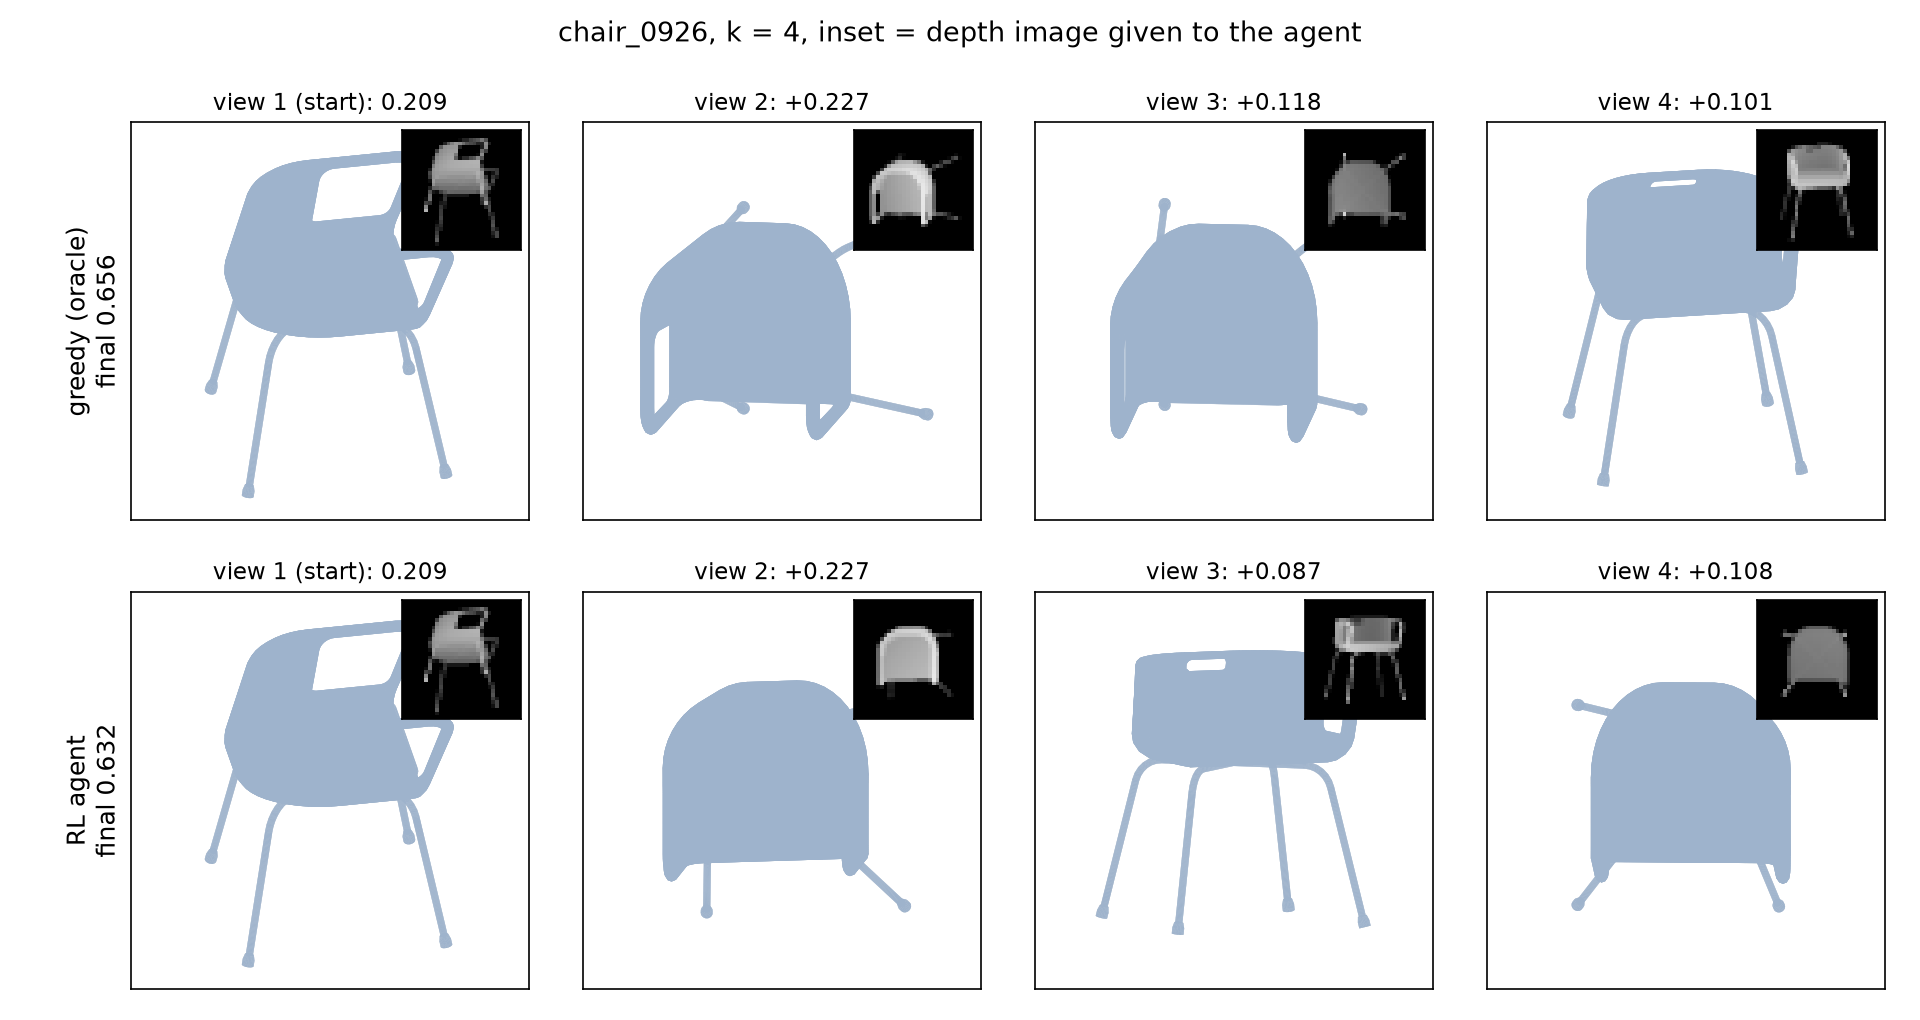 chair_0926, k = 4, inset = depth image given to the agent
view 1 (start): 0.209
view 2: +0.227
view 3: +0.118
view 4: +0.101
greedy (oracle)
final 0.656
view 1 (start): 0.209
view 2: +0.227
view 3: +0.087
view 4: +0.108
RL agent
final 0.632